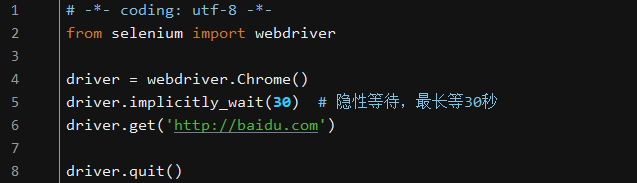 1 # -*- coding: utf-8 -*-
2 from selenium import webdriver
3
4 driver = webdriver.Chrome()
5 driver.implicitly_wait(30)  # 隐性等待，最长等30秒
6 driver.get('http://baidu.com')
7
8 driver.quit()